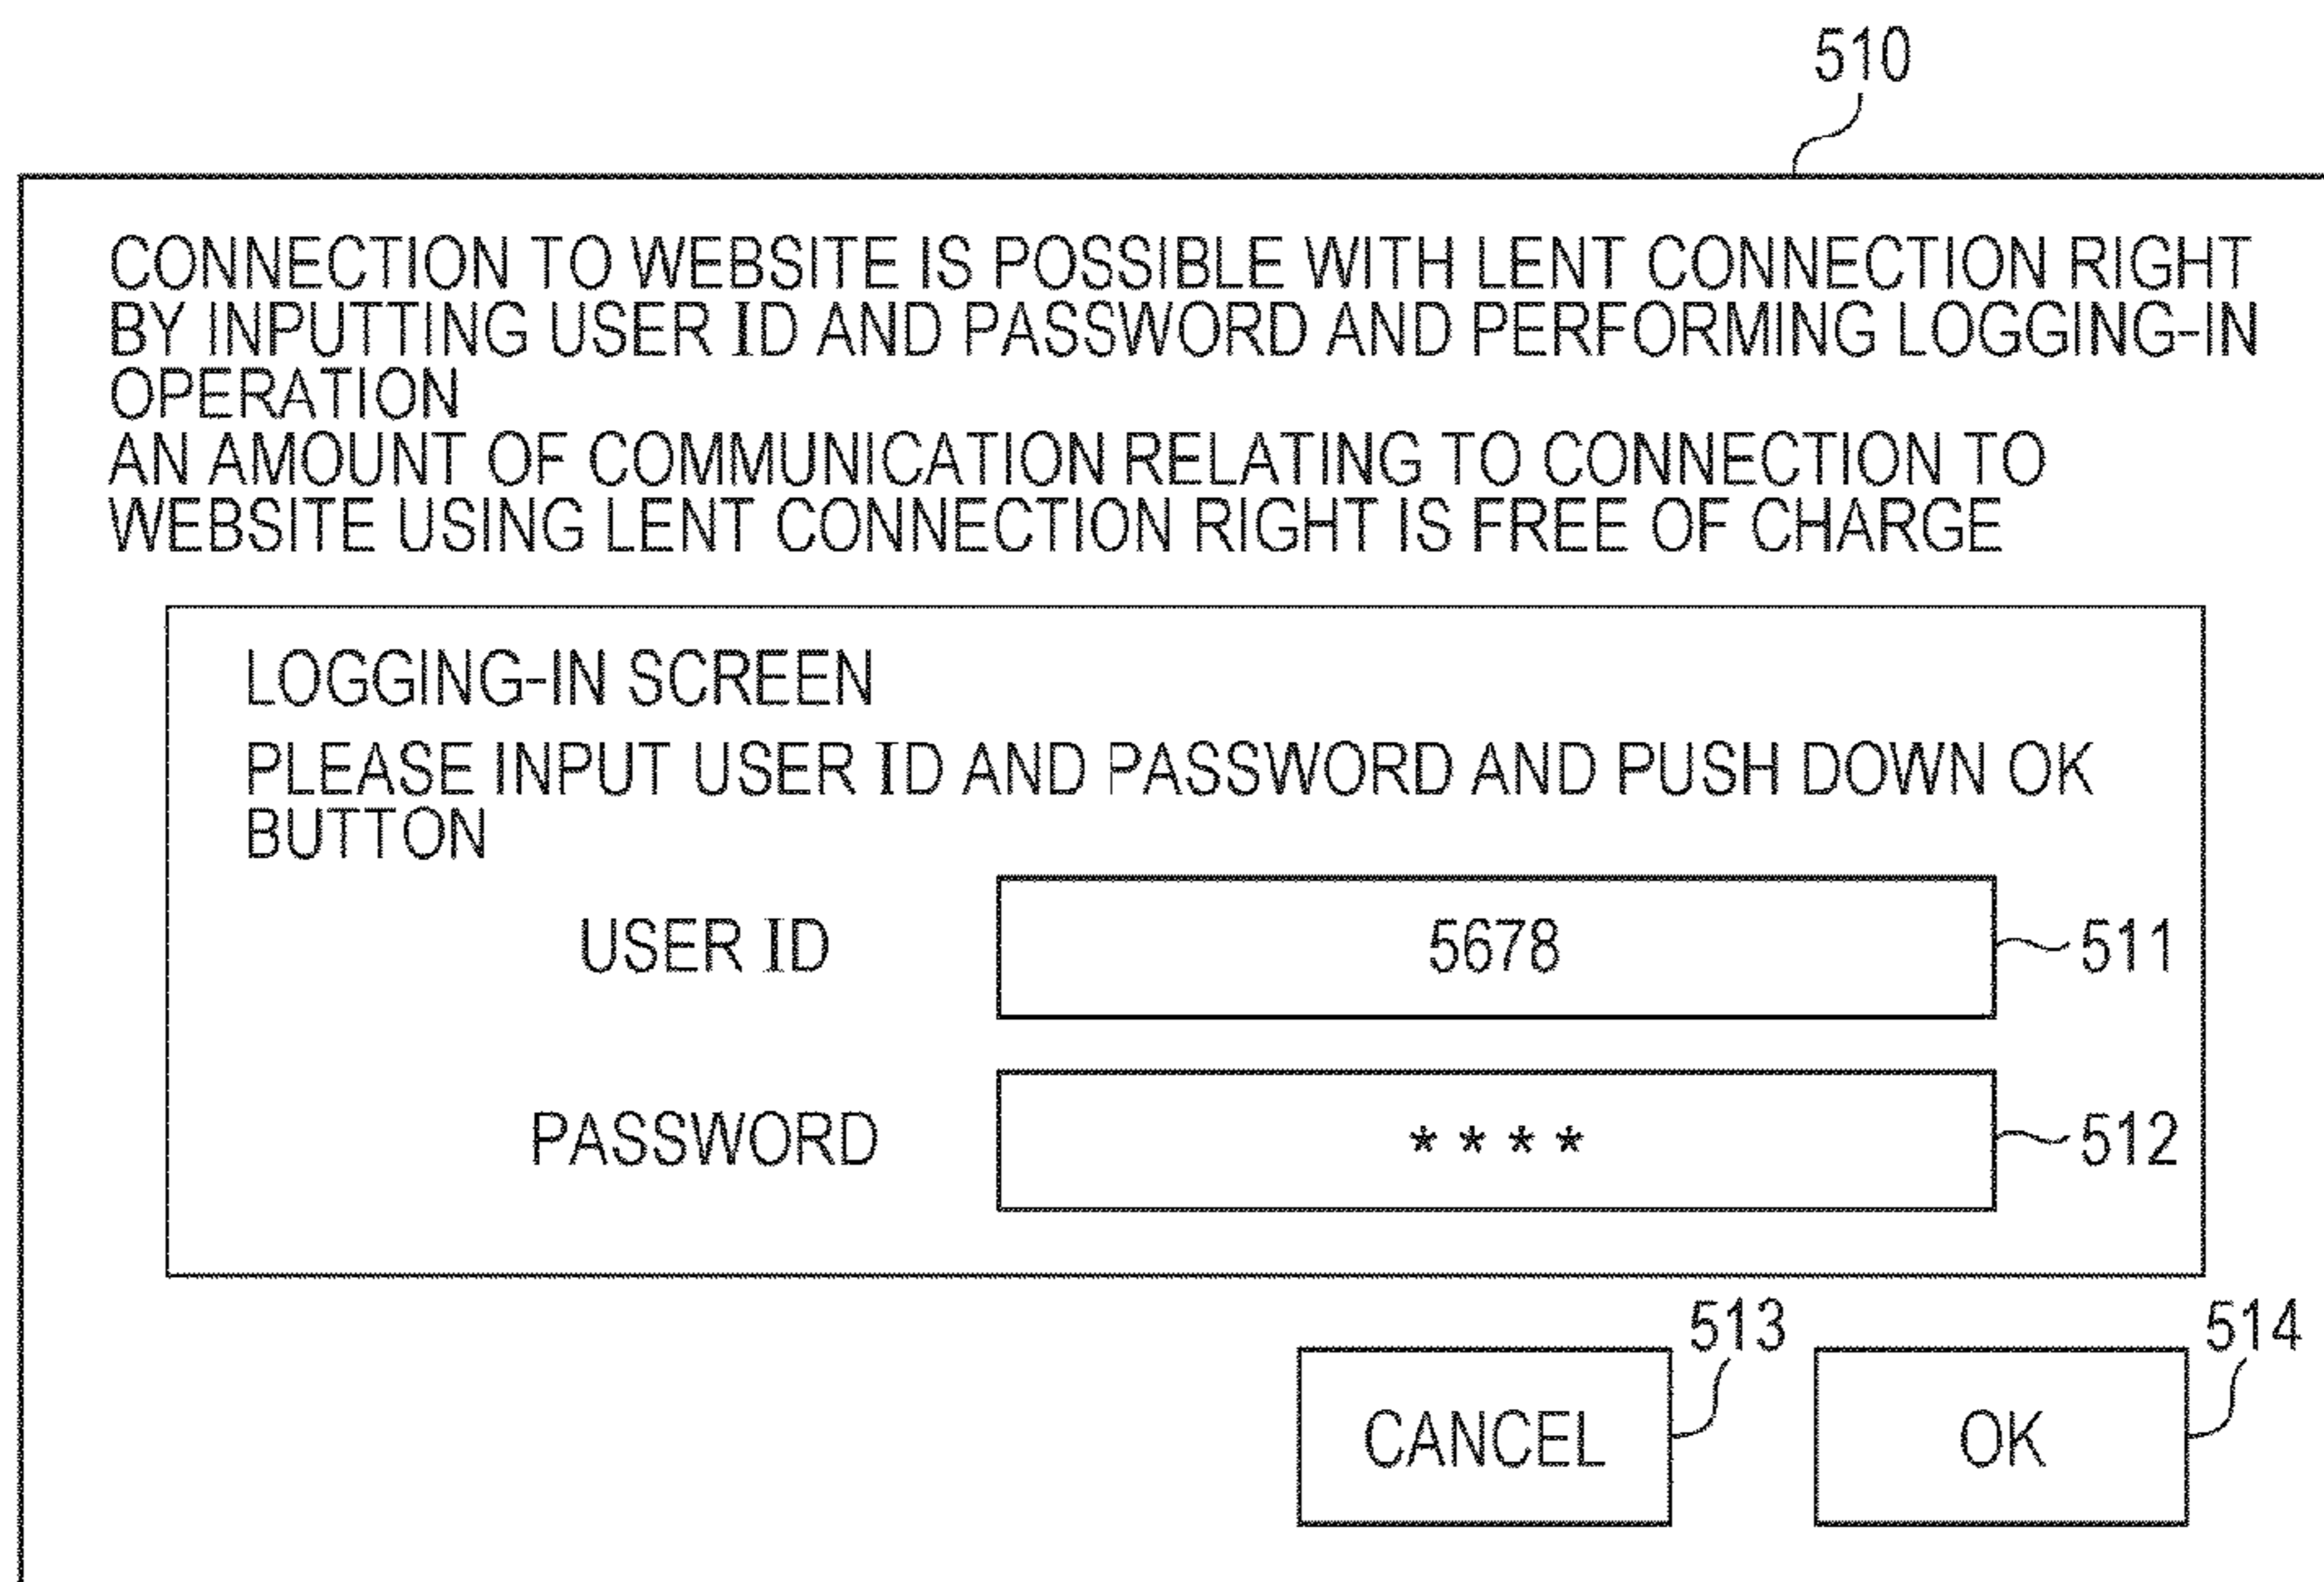 510
CONNECTION TO WEBSITE IS POSSIBLE WITH LENT CONNECTION RIGHT
BY INPUTTING USER ID AND PASSWORD AND PERFORMING LOGGING-IN
OPERATION
AN AMOUNT OF COMMUNICATION RELATING TO CONNECTION TO
WEBSITE USING LENT CONNECTION RIGHT IS FREE OF CHARGE
LOGGING-IN SCREEN
PLEASE INPUT USER ID AND PASSWORD AND PUSH DOWN OK
BUTTON
USER ID 5678 511
PASSWORD * * * * 512
513 514
CANCEL OK